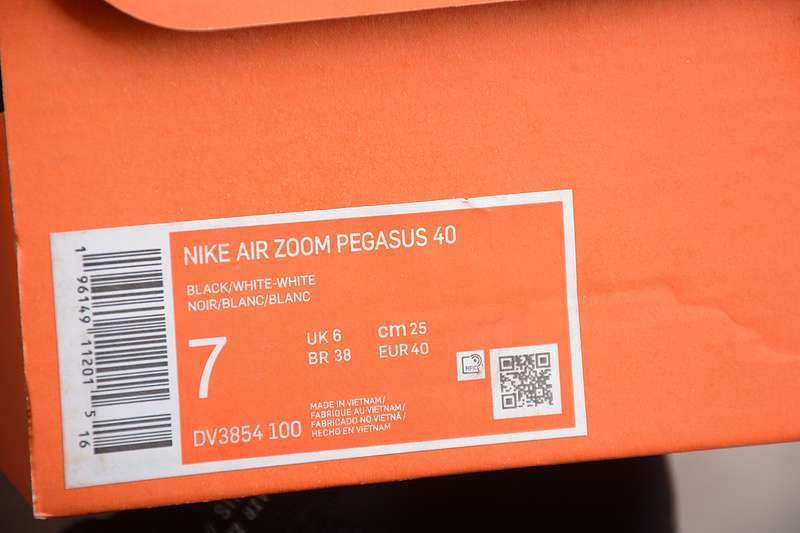 NIKE AIR ZOOM PEGASUS 40
BLACK/WHITE-WHITE
NOIR/BLANC/BLANC
7
UK 6
cm 25
BR 38
EUR 40
MFIC
MADE IN VIETNAM/
FABRIQUE AU VIETNAM/
FABRICADO NO VIETNÃ/
HECHO EN VIETNAM
DV3854 100
1 96149 11201 5 16